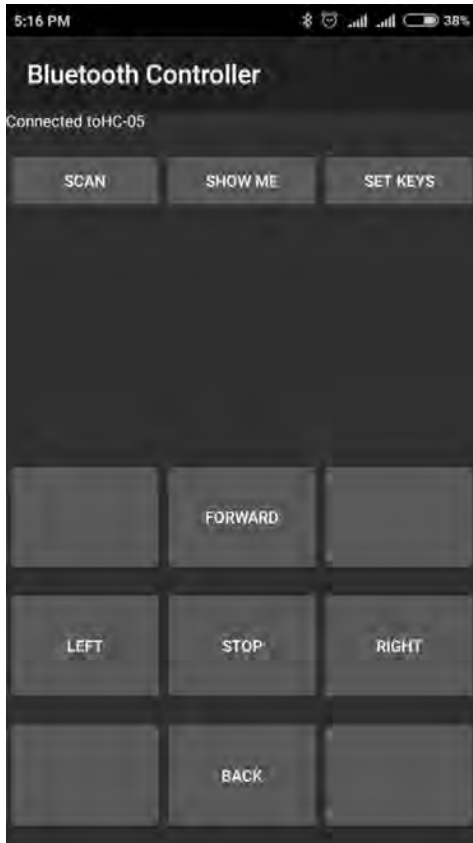 5:16 PM 38%
Bluetooth Controller
Connected toHC-05
SCAN SHOW ME SET KEYS
FORWARD
LEFT STOP RIGHT
BACK